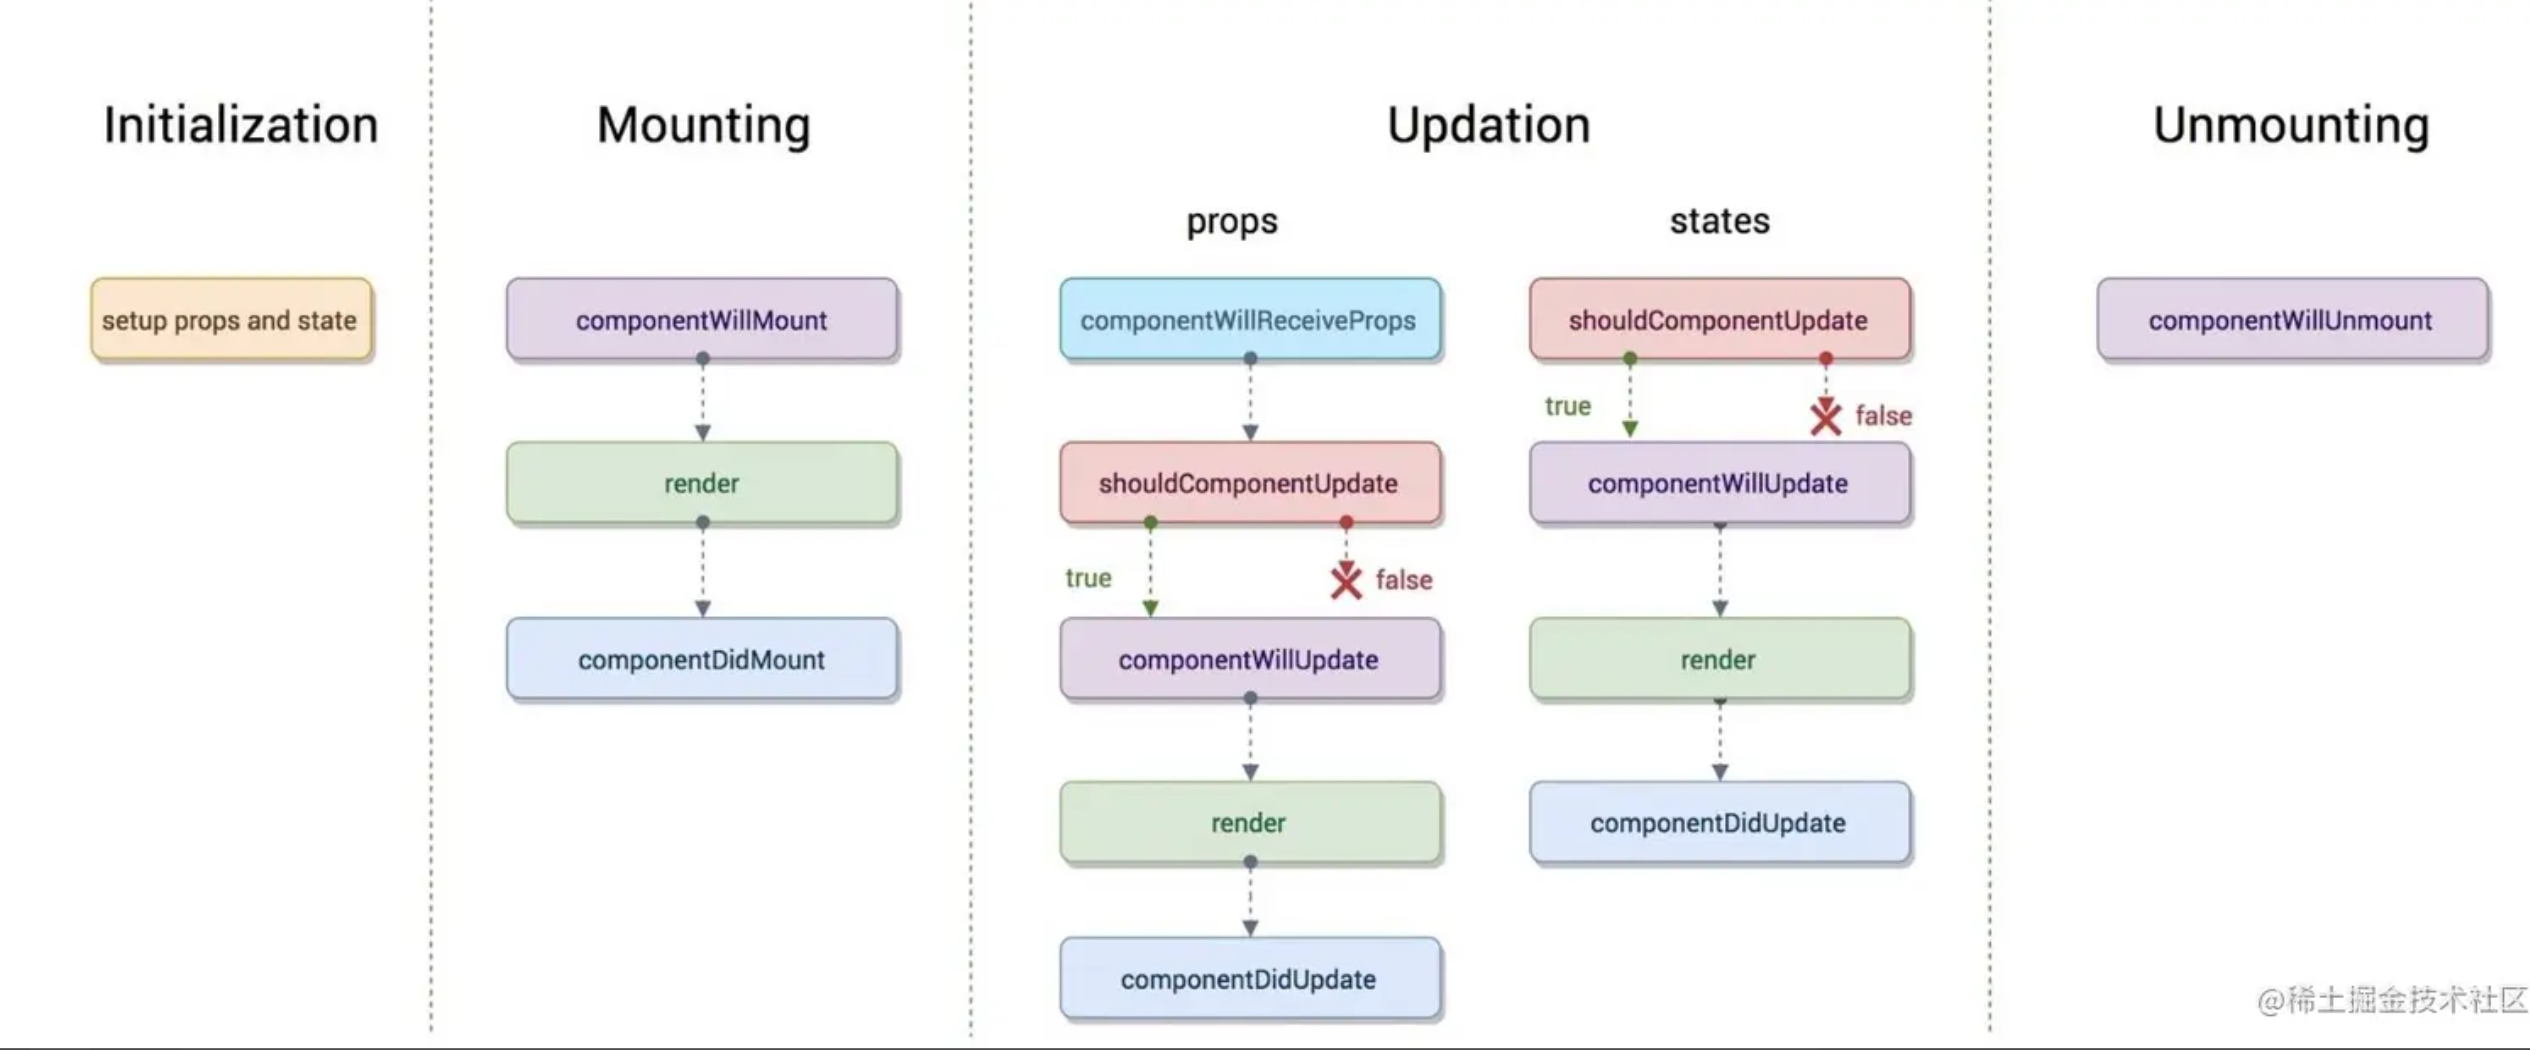 Initialization
setup props and state
Mounting
componentWillMount
render
componentDidMount
Updation
props
componentWillReceiveProps
shouldComponentUpdate
true
false
componentWillUpdate
render
componentDidUpdate
states
shouldComponentUpdate
true
false
componentWillUpdate
render
componentDidUpdate
Unmounting
componentWillUnmount
@稀土掘金技术社区